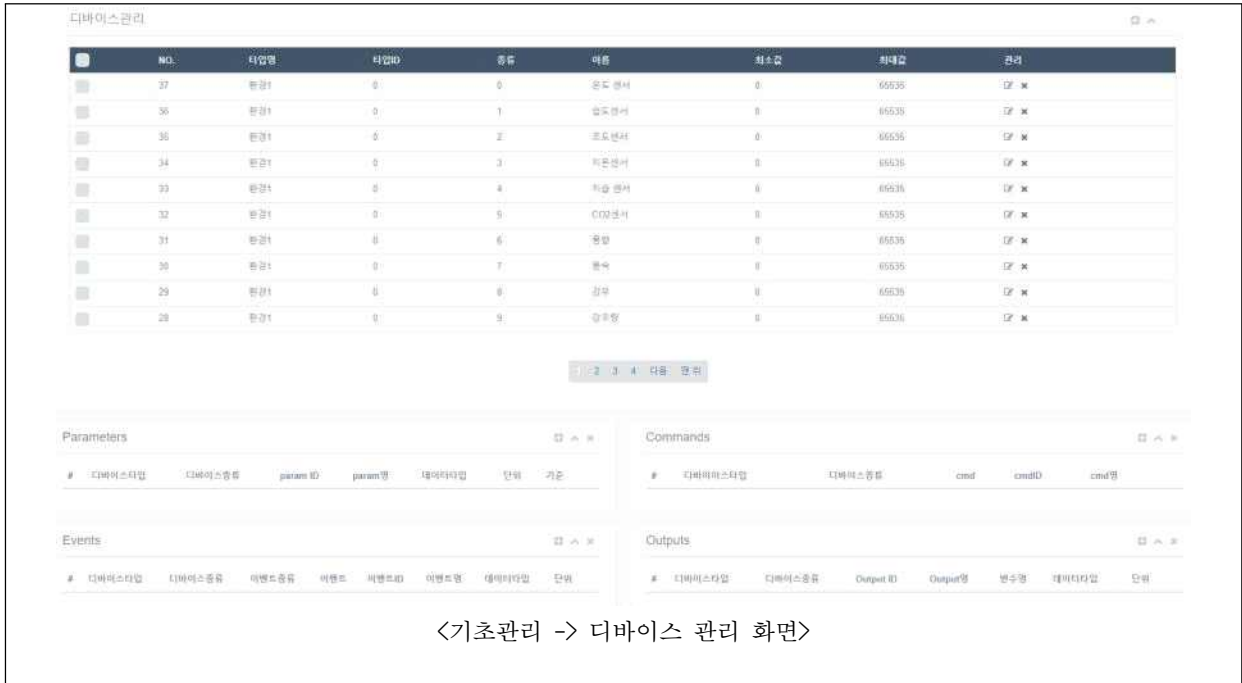 디바이스관리
NO. 타입명 타입ID 종류 이름 최소값 최대값 관리
37 환경1 0 0 온도 센서 0 65535
36 환경1 0 1 습도센서 0 65535
35 환경1 0 2 조도센서 0 65535
34 환경1 0 3 지온센서 0 65535
33 환경1 0 4 지습 센서 0 65535
32 환경1 0 5 CO2센서 0 65535
31 환경1 0 6 풍향 0 65535
30 환경1 0 7 풍속 0 65535
29 환경1 0 8 강우 0 65535
28 환경1 0 9 강우량 0 65535
1 2 3 4 다음 맨뒤
Parameters
# 디바이스타입 디바이스종류 param ID param명 데이터타입 단위 기준
Commands
# 디바이스타입 디바이스종류 cmd cmdID cmd명
Events
# 디바이스타입 디바이스종류 이벤트종류 이벤트 이벤트ID 이벤트명 데이터타입 단위
Outputs
# 디바이스타입 디바이스종류 Output ID Output명 변수명 데이터타입 단위
<기초관리 -> 디바이스 관리 화면>